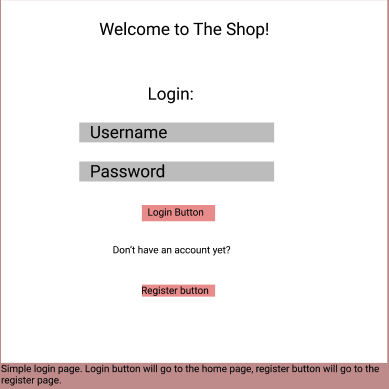 Welcome to The Shop!
Login:
Username
Password
Login Button
Don't have an account yet?
Register button
Simple login page. Login button will go to the home page, register button will go to the
register page.